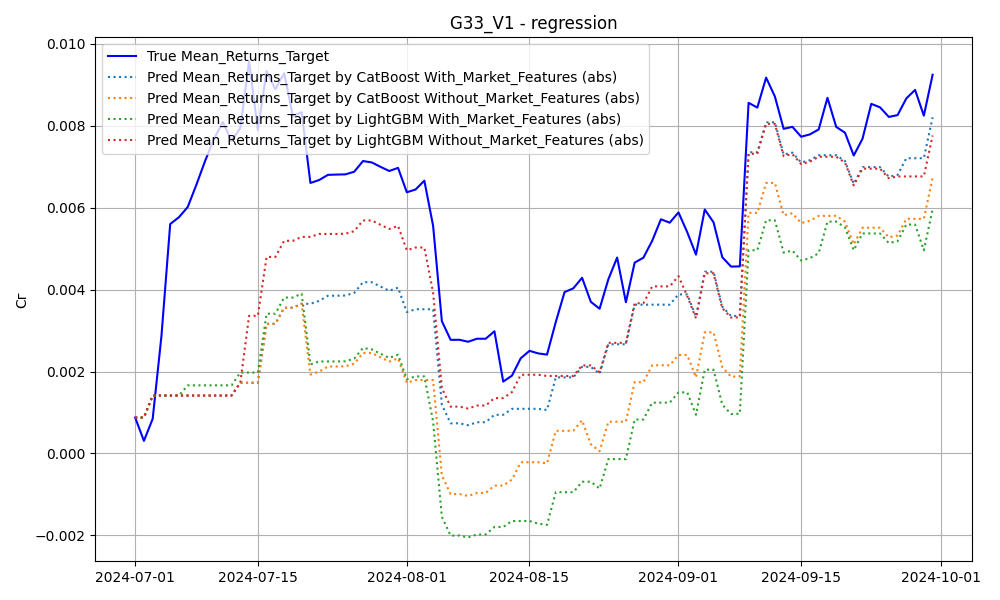 G33_V1 - regression
True Mean_Returns_Target
Pred Mean_Returns_Target by CatBoost With_Market_Features (abs)
Pred Mean_Returns_Target by CatBoost Without_Market_Features (abs)
Pred Mean_Returns_Target by LightGBM With_Market_Features (abs)
Pred Mean_Returns_Target by LightGBM Without_Market_Features (abs)
0.010
0.008
0.006
0.004
0.002
0.000
−0.002
Cr
2024-07-01
2024-07-15
2024-08-01
2024-08-15
2024-09-01
2024-09-15
2024-10-01